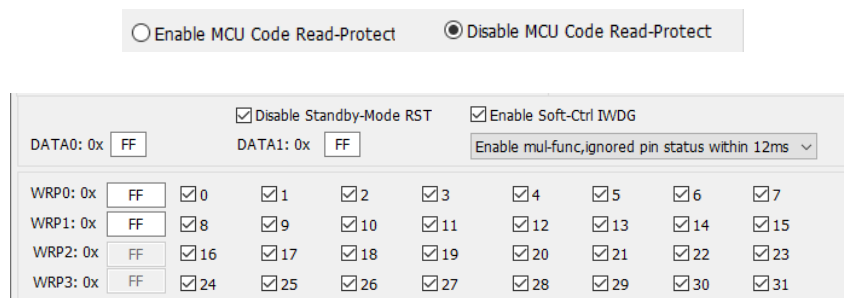 Enable MCU Code Read-Protect Disable MCU Code Read-Protect
Disable Standby-Mode RST Enable Soft-Ctrl IWDG
DATA0: 0x FF DATA1: 0x FF Enable mul-func,ignored pin status within 12ms
WRP0: 0x FF 0 1 2 3 4 5 6 7
WRP1: 0x FF 8 9 10 11 12 13 14 15
WRP2: 0x FF 16 17 18 19 20 21 22 23
WRP3: 0x FF 24 25 26 27 28 29 30 31